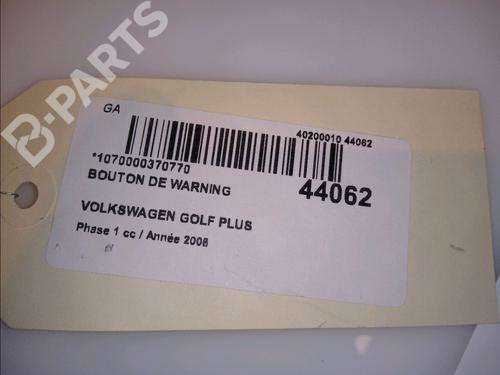 B-PARTS
GA
40200010 44062
*1070000370770
BOUTON DE WARNING
44062
VOLKSWAGEN GOLF PLUS
Phase 1 cc / Année 2006